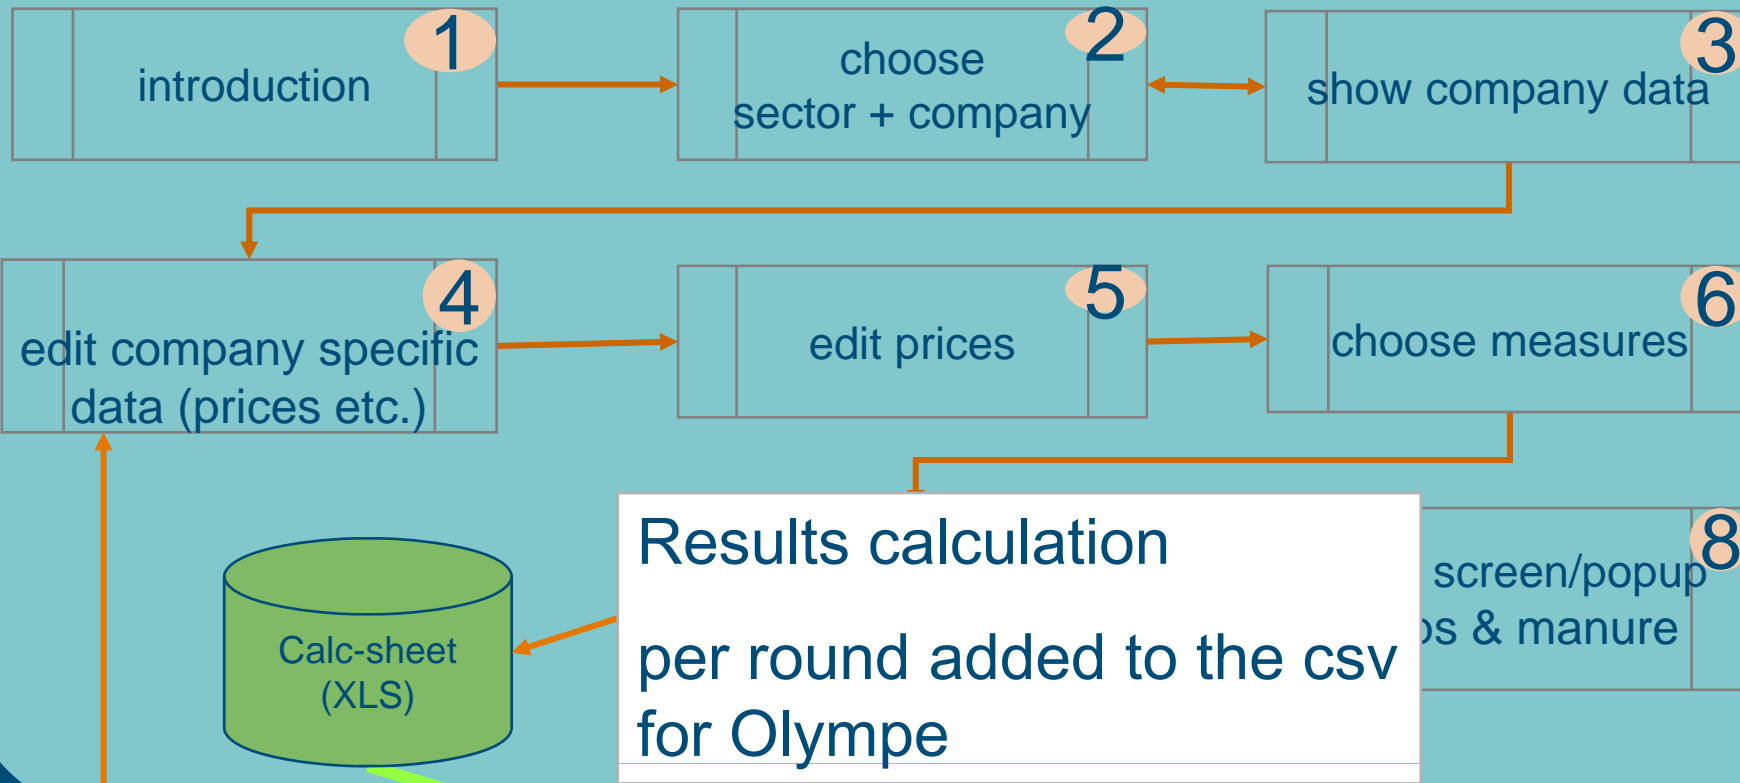 1
introduction
2
choose
sector + company
3
show company data
4
edit company specific
data (prices etc.)
5
edit prices
6
choose measures
Results calculation
per round added to the csv
for Olympe
8
screen/popup
& manure
Calc-sheet
(XLS)